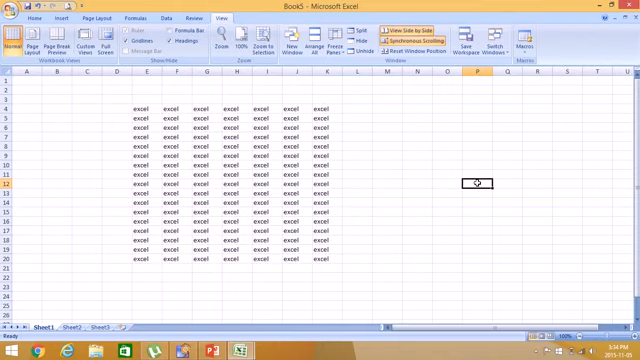 Book5 - Microsoft Excel
Home Insert Page Layout Formulas Data Review View
Normal Page Layout Page Break Preview Custom Views Full Screen
Ruler Formula Bar
Gridlines Headings
Message Bar
Zoom 100% Zoom to Selection
New Window Arrange All Freeze Panes
Split
Hide
Unhide
View Side by Side
Synchronous Scrolling
Reset Window Position
Save Workspace Switch Windows
Macros
Workbook Views Show Zoom Window Macros
A B C D E F G H I J K L M N O P Q R S T U
1
2
3
4 excel excel excel excel excel excel excel
5 excel excel excel excel excel excel excel
6 excel excel excel excel excel excel excel
7 excel excel excel excel excel excel excel
8 excel excel excel excel excel excel excel
9 excel excel excel excel excel excel excel
10 excel excel excel excel excel excel excel
11 excel excel excel excel excel excel excel
12 excel excel excel excel excel excel excel
13 excel excel excel excel excel excel excel
14 excel excel excel excel excel excel excel
15 excel excel excel excel excel excel excel
16 excel excel excel excel excel excel excel
17 excel excel excel excel excel excel excel
18 excel excel excel excel excel excel excel
19 excel excel excel excel excel excel excel
20 excel excel excel excel excel excel excel
21
22
23
24
25
26
Sheet1 Sheet2 Sheet3
Ready 100%
3:34 PM
2015-11-05